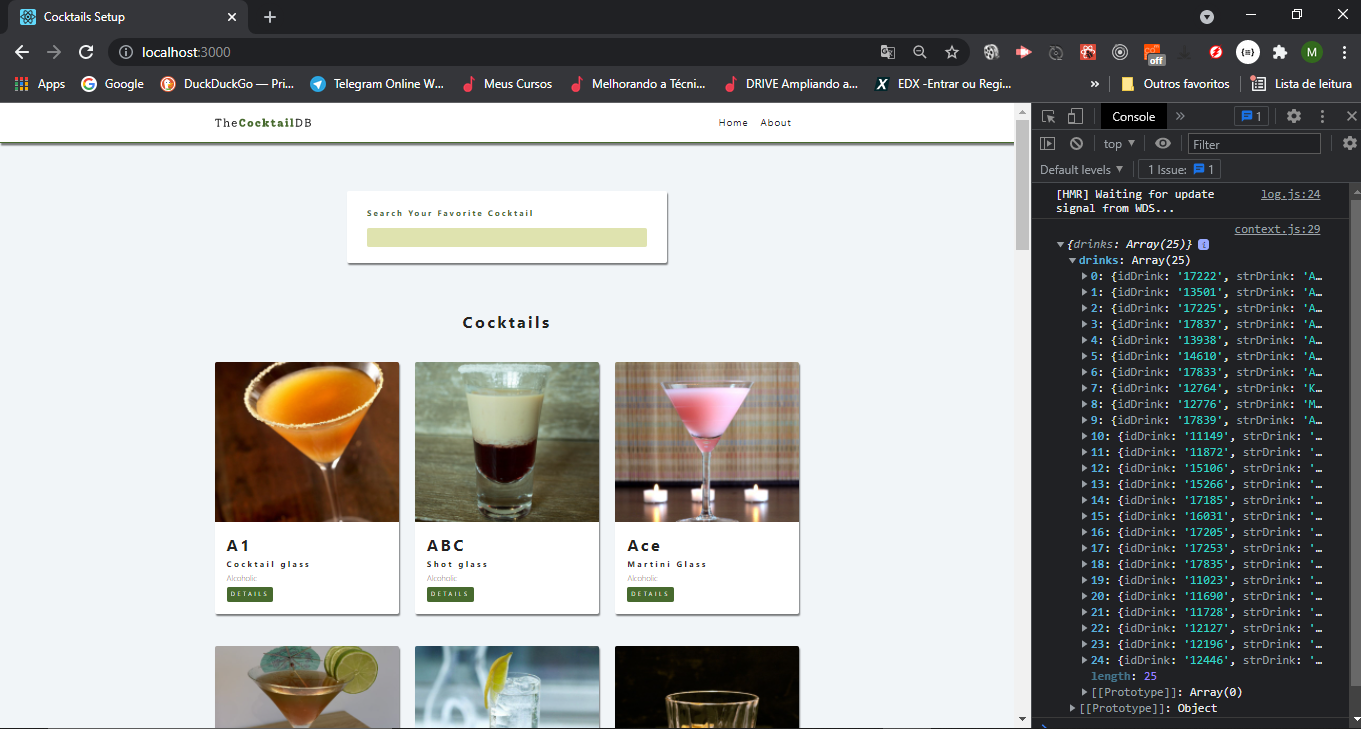 Cocktails Setup
localhost:3000
M
off
Apps
Google
DuckDuckGo — Pri...
Telegram Online W...
Meus Cursos
Melhorando a Técni...
DRIVE Ampliando a...
EDX -Entrar ou Regi...
»
Outros favoritos
Lista de leitura
TheCocktailDB
Home About
Search Your Favorite Cocktail
Cocktails
A1
Cocktail glass
Alcoholic
DETAILS
ABC
Shot glass
Alcoholic
DETAILS
Ace
Martini Glass
Alcoholic
DETAILS
Console » 1
top ▼ Filter
Default levels ▼ 1 Issue: 1
[HMR] Waiting for update log.js:24
signal from WDS...
context.js:29
▼{drinks: Array(25)} i
▼drinks: Array(25)
▶0: {idDrink: '17222', strDrink: 'A…
▶1: {idDrink: '13501', strDrink: 'A…
▶2: {idDrink: '17225', strDrink: 'A…
▶3: {idDrink: '17837', strDrink: 'A…
▶4: {idDrink: '13938', strDrink: 'A…
▶5: {idDrink: '14610', strDrink: 'A…
▶6: {idDrink: '17833', strDrink: 'A…
▶7: {idDrink: '12764', strDrink: 'K…
▶8: {idDrink: '12776', strDrink: 'M…
▶9: {idDrink: '17839', strDrink: 'A…
▶10: {idDrink: '11149', strDrink: '…
▶11: {idDrink: '11872', strDrink: '…
▶12: {idDrink: '15106', strDrink: '…
▶13: {idDrink: '15266', strDrink: '…
▶14: {idDrink: '17185', strDrink: '…
▶15: {idDrink: '16031', strDrink: '…
▶16: {idDrink: '17205', strDrink: '…
▶17: {idDrink: '17253', strDrink: '…
▶18: {idDrink: '17835', strDrink: '…
▶19: {idDrink: '11023', strDrink: '…
▶20: {idDrink: '11690', strDrink: '…
▶21: {idDrink: '11728', strDrink: '…
▶22: {idDrink: '12127', strDrink: '…
▶23: {idDrink: '12196', strDrink: '…
▶24: {idDrink: '12446', strDrink: '…
length: 25
▶[[Prototype]]: Array(0)
▶[[Prototype]]: Object